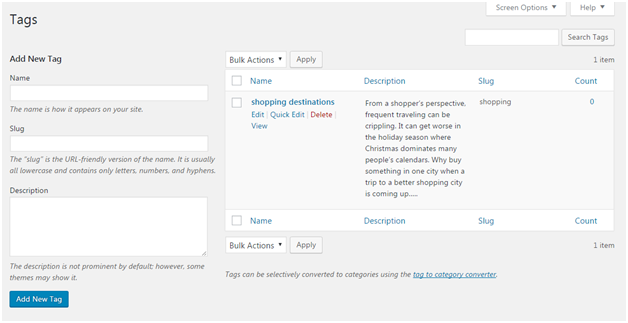 Screen Options ▼
Help ▼
Tags
Search Tags
Add New Tag
Name
The name is how it appears on your site.
Slug
The "slug" is the URL-friendly version of the name. It is usually
all lowercase and contains only letters, numbers, and hyphens.
Description
The description is not prominent by default; however, some
themes may show it.
Add New Tag
Bulk Actions ▼
Apply
1 item
Name Description Slug Count
shopping destinations
Edit | Quick Edit | Delete |
View
From a shopper's perspective,
frequent traveling can be
crippling. It can get worse in
the holiday season where
Christmas dominates many
people's calendars. Why buy
something in one city when a
trip to a better shopping city
is coming up.....
shopping
0
Name Description Slug Count
Bulk Actions ▼
Apply
1 item
Tags can be selectively converted to categories using the tag to category converter.